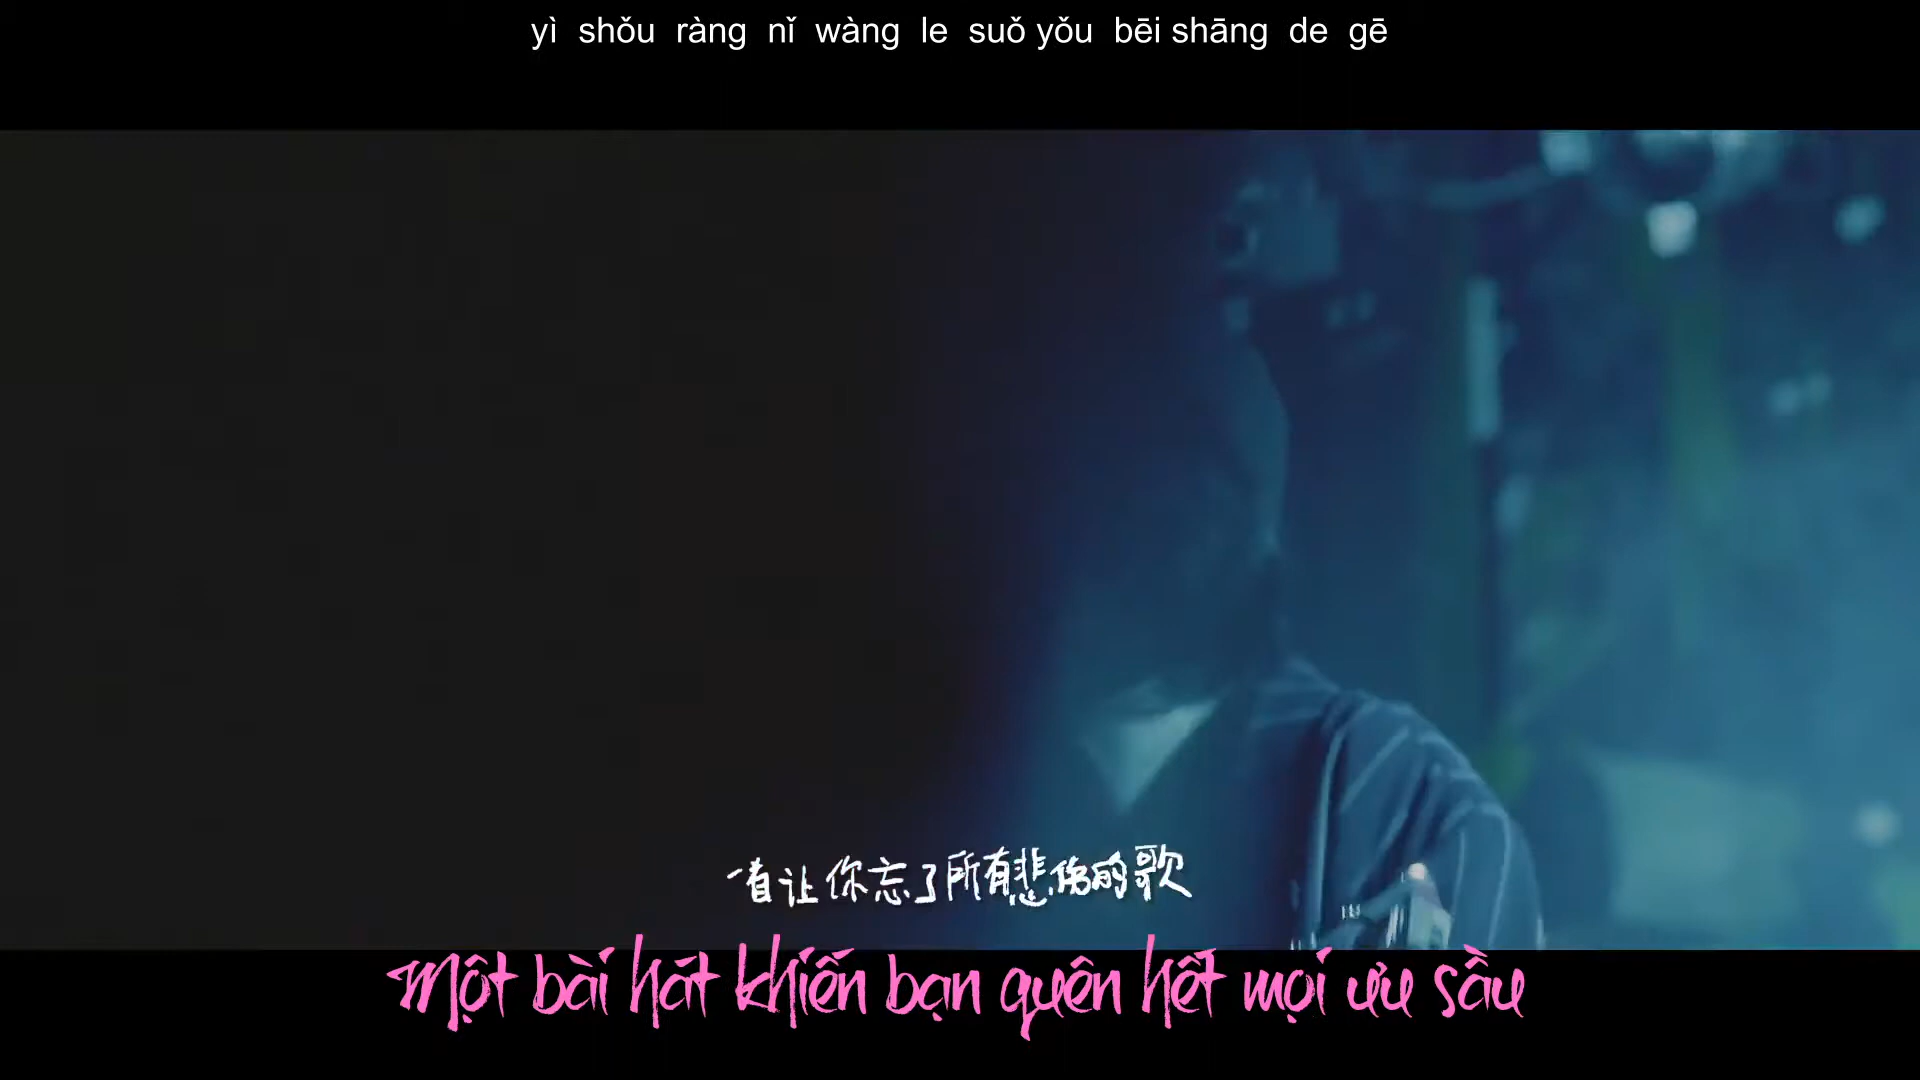 yì shǒu ràng nǐ wàng le suǒ yǒu bēi shāng de gē
一首让你忘了所有悲伤的歌
Một bài hát khiến bạn quên hết mọi ưu sầu